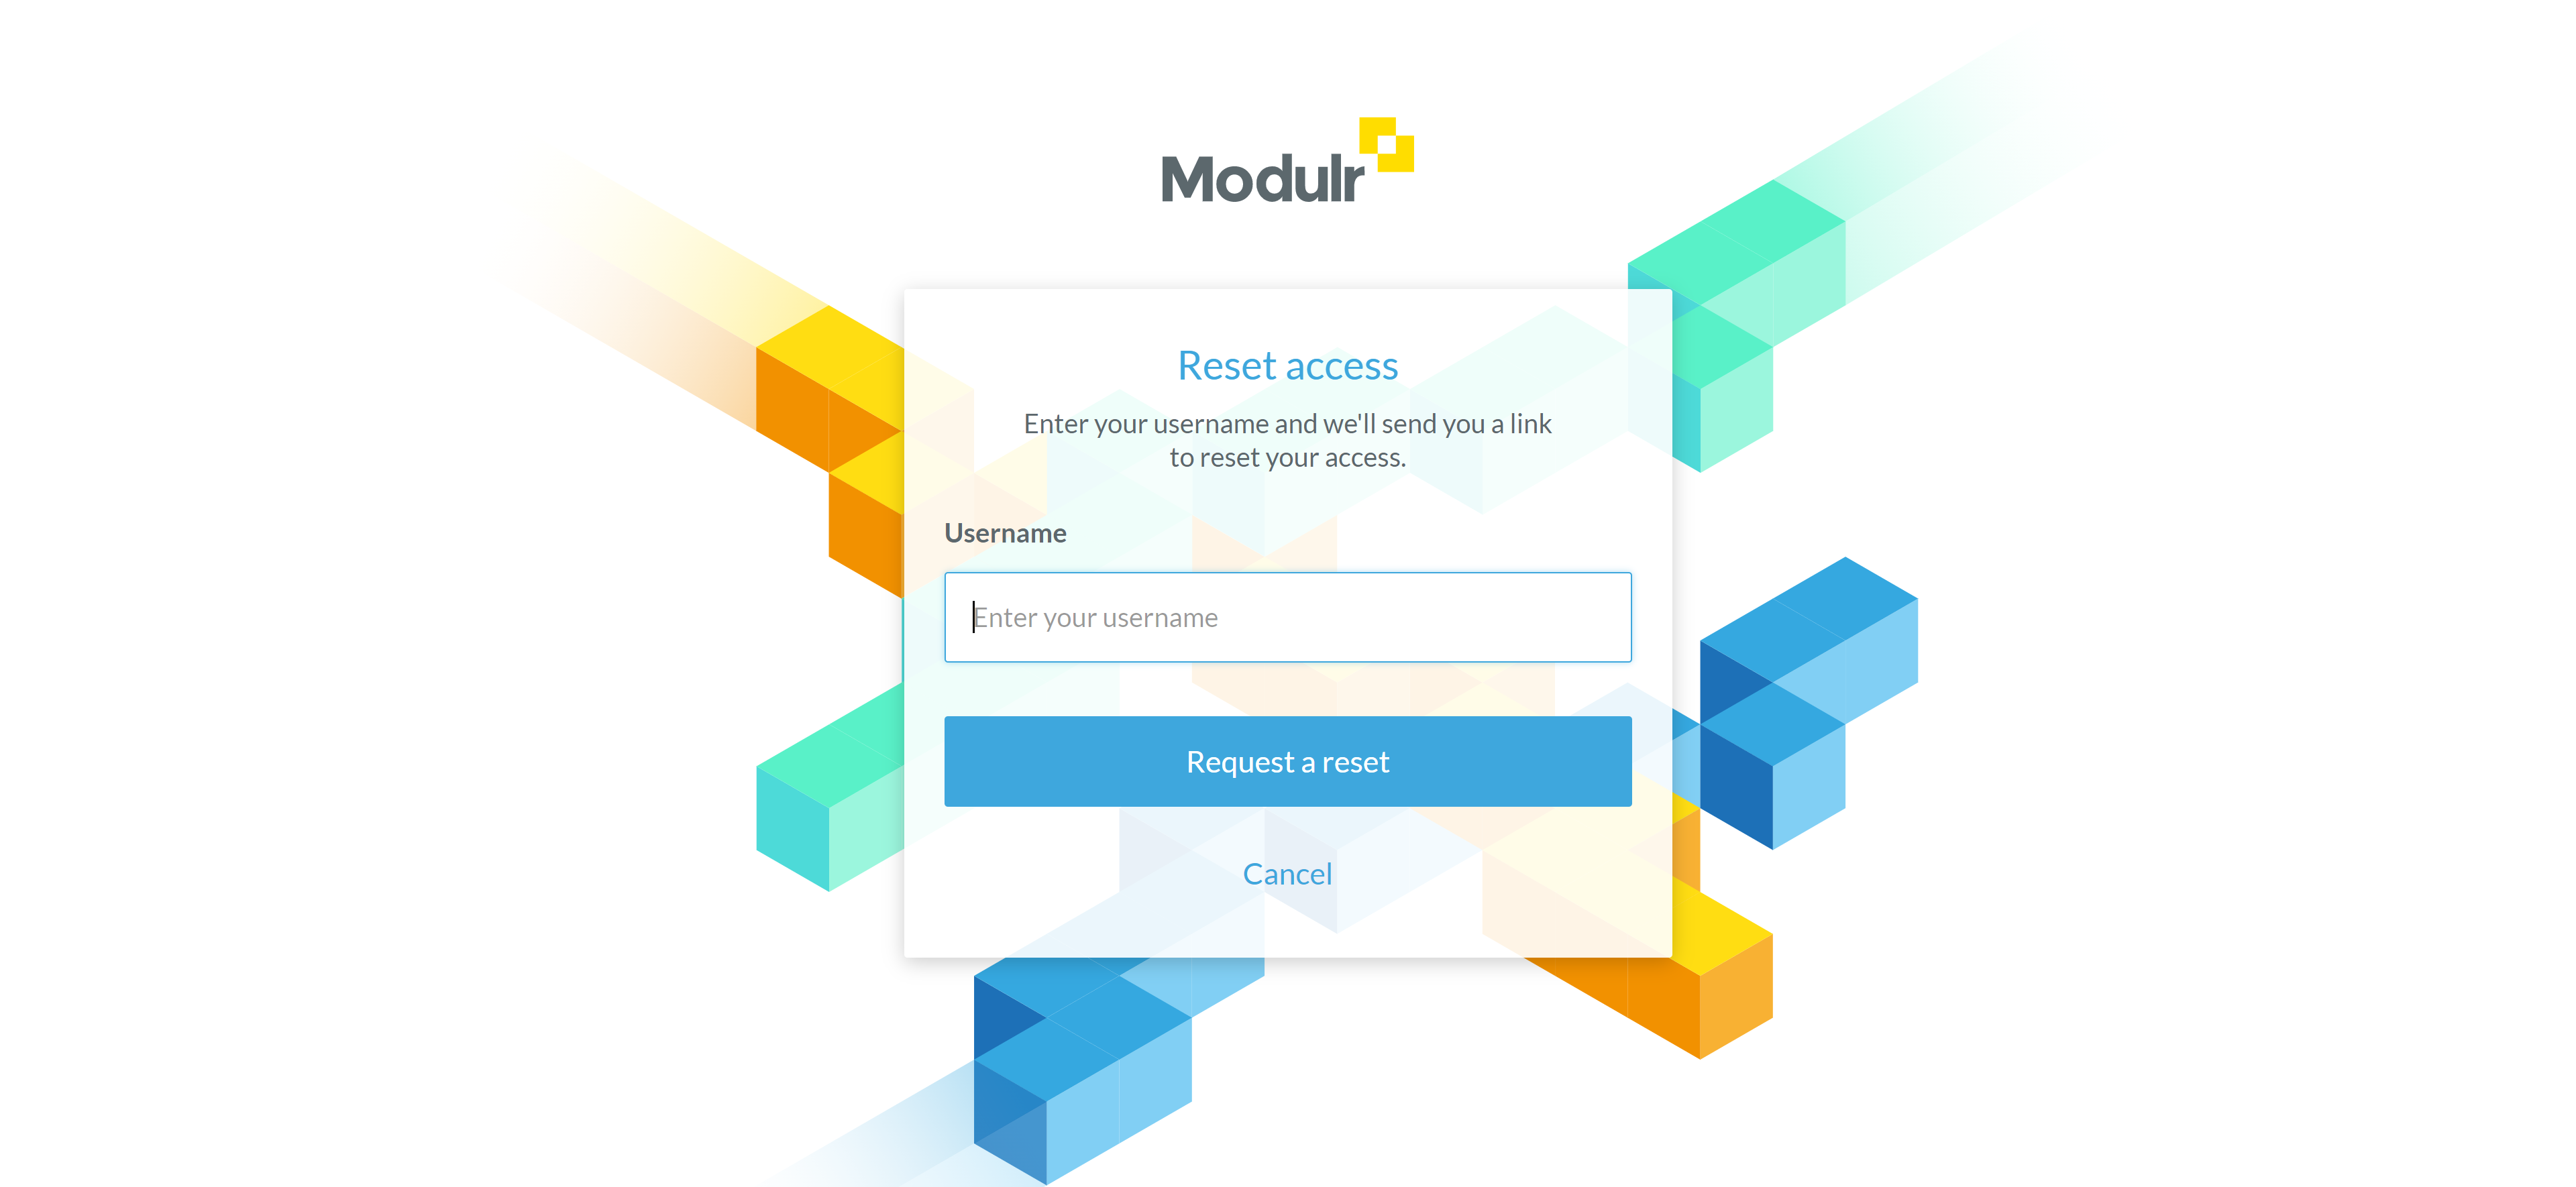 Modulr
Reset access
Enter your username and we'll send you a link
to reset your access.
Username
Enter your username
Request a reset
Cancel